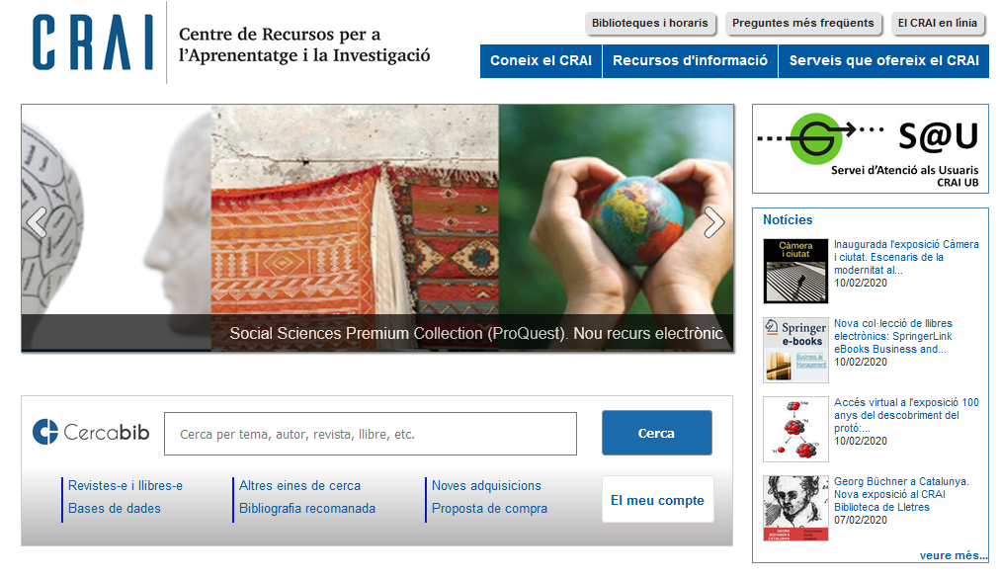 CRAI
Centre de Recursos per a
l'Aprenentatge i la Investigació
Biblioteques i horaris
Preguntes més freqüents
El CRAI en línia
Coneix el CRAI
Recursos d'informació
Serveis que ofereix el CRAI
Social Sciences Premium Collection (ProQuest). Nou recurs electrònic
S@U
Servei d'Atenció als Usuaris
CRAI UB
Notícies
Càmera
i ciutat
Inaugurada l'exposició Càmera
i ciutat. Escenaris de la
modernitat al...
10/02/2020
Springer
e-books
Business &
Management
Nova col·lecció de llibres
electrònics: SpringerLink
eBooks Business and...
10/02/2020
Accés virtual a l'exposició 100
anys del descobriment del
protó:...
10/02/2020
GEORG
BÜCHNER A
CATALUNYA
Georg Büchner a Catalunya.
Nova exposició al CRAI
Biblioteca de Lletres
07/02/2020
veure més...
Cercabib
Cerca per tema, autor, revista, llibre, etc.
Cerca
Revistes-e i llibres-e
Bases de dades
Altres eines de cerca
Bibliografia recomanada
Noves adquisicions
Proposta de compra
El meu compte